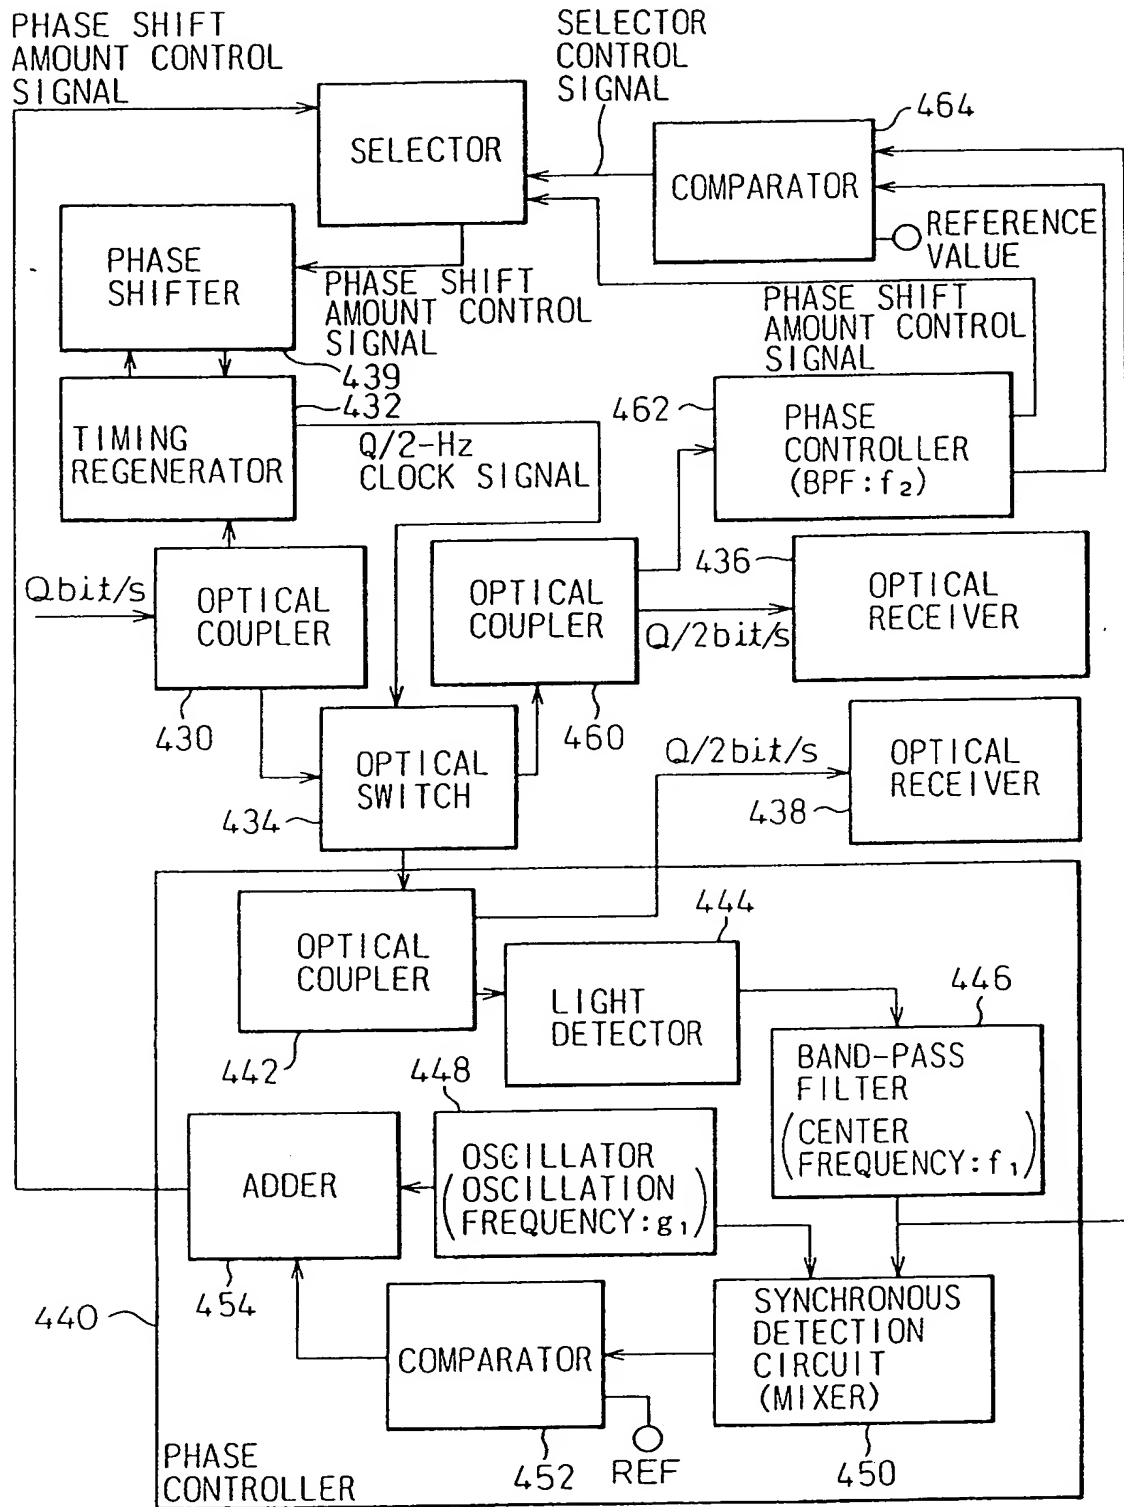 PHASE SHIFT
AMOUNT CONTROL
SIGNAL
SELECTOR
CONTROL
SIGNAL
464
SELECTOR
COMPARATOR
REFERENCE
VALUE
PHASE
SHIFTER
PHASE SHIFT
AMOUNT CONTROL
SIGNAL
PHASE SHIFT
AMOUNT CONTROL
SIGNAL
439
432
462
PHASE
CONTROLLER
(BPF:f₂)
TIMING
REGENERATOR
Q/2-Hz
CLOCK SIGNAL
436
Qbit/s
OPTICAL
COUPLER
OPTICAL
COUPLER
OPTICAL
RECEIVER
Q/2bit/s
430
460
OPTICAL
SWITCH
434
Q/2bit/s
OPTICAL
RECEIVER
438
444
OPTICAL
COUPLER
LIGHT
DETECTOR
446
442
448
BAND-PASS
FILTER
(CENTER
FREQUENCY:f₁)
ADDER
OSCILLATOR
(OSCILLATION
FREQUENCY:g₁)
454
440
COMPARATOR
SYNCHRONOUS
DETECTION
CIRCUIT
(MIXER)
PHASE
CONTROLLER
452
REF
450